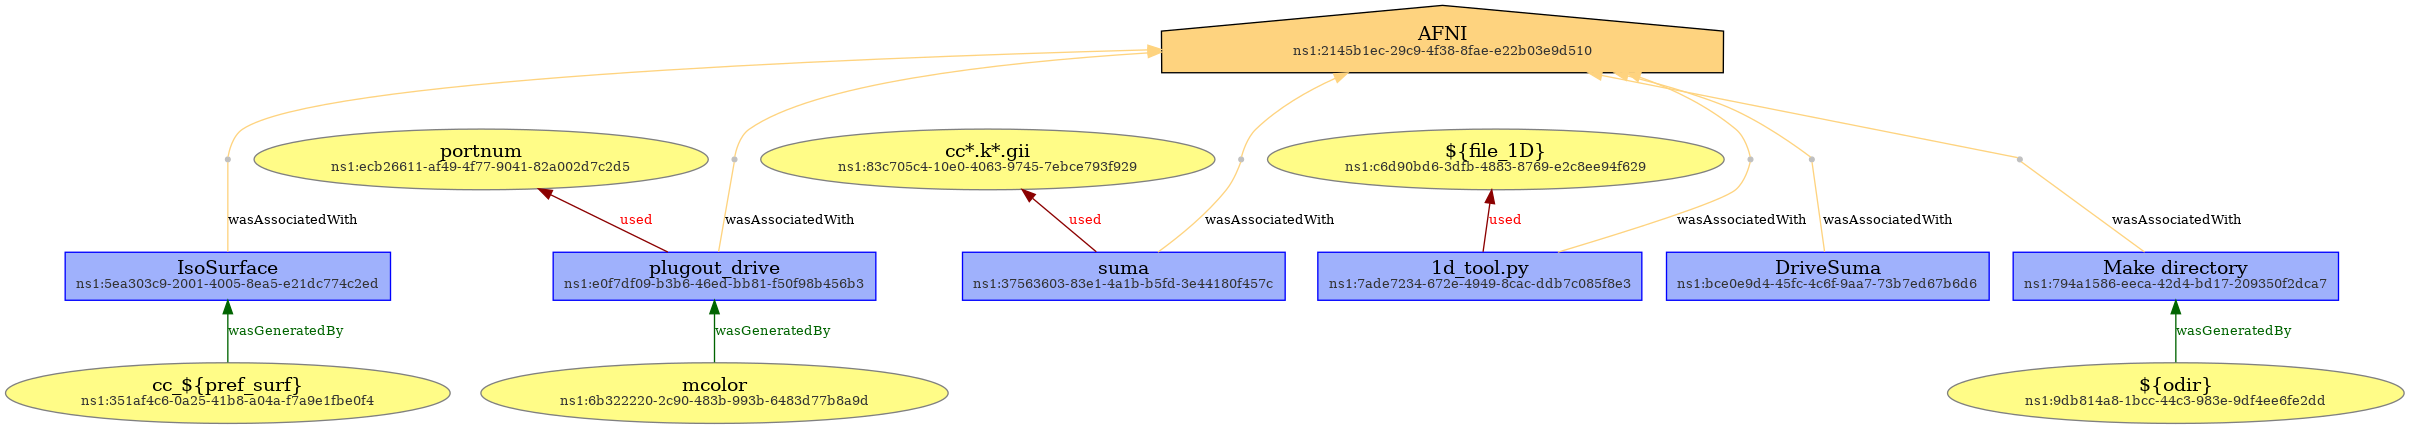 AFNI
ns1:2145b1ec-29c9-4f38-8fae-e22b03e9d510
portnum
ns1:ecb26611-af49-4f77-9041-82a002d7c2d5
cc*.k*.gii
ns1:83c705c4-10e0-4063-9745-7ebce793f929
${file_1D}
ns1:c6d90bd6-3dfb-4883-8769-e2c8ee94f629
wasAssociatedWith
used
wasAssociatedWith
used
wasAssociatedWith
used
wasAssociatedWith
wasAssociatedWith
wasAssociatedWith
IsoSurface
ns1:5ea303c9-2001-4005-8ea5-e21dc774c2ed
plugout_drive
ns1:e0f7df09-b3b6-46ed-bb81-f50f98b456b3
suma
ns1:37563603-83e1-4a1b-b5fd-3e44180f457c
1d_tool.py
ns1:7ade7234-672e-4949-8cac-ddb7c085f8e3
DriveSuma
ns1:bce0e9d4-45fc-4c6f-9aa7-73b7ed67b6d6
Make directory
ns1:794a1586-eeca-42d4-bd17-209350f2dca7
wasGeneratedBy
wasGeneratedBy
wasGeneratedBy
cc_${pref_surf}
ns1:351af4c6-0a25-41b8-a04a-f7a9e1fbe0f4
mcolor
ns1:6b322220-2c90-483b-993b-6483d77b8a9d
${odir}
ns1:9db814a8-1bcc-44c3-983e-9df4ee6fe2dd